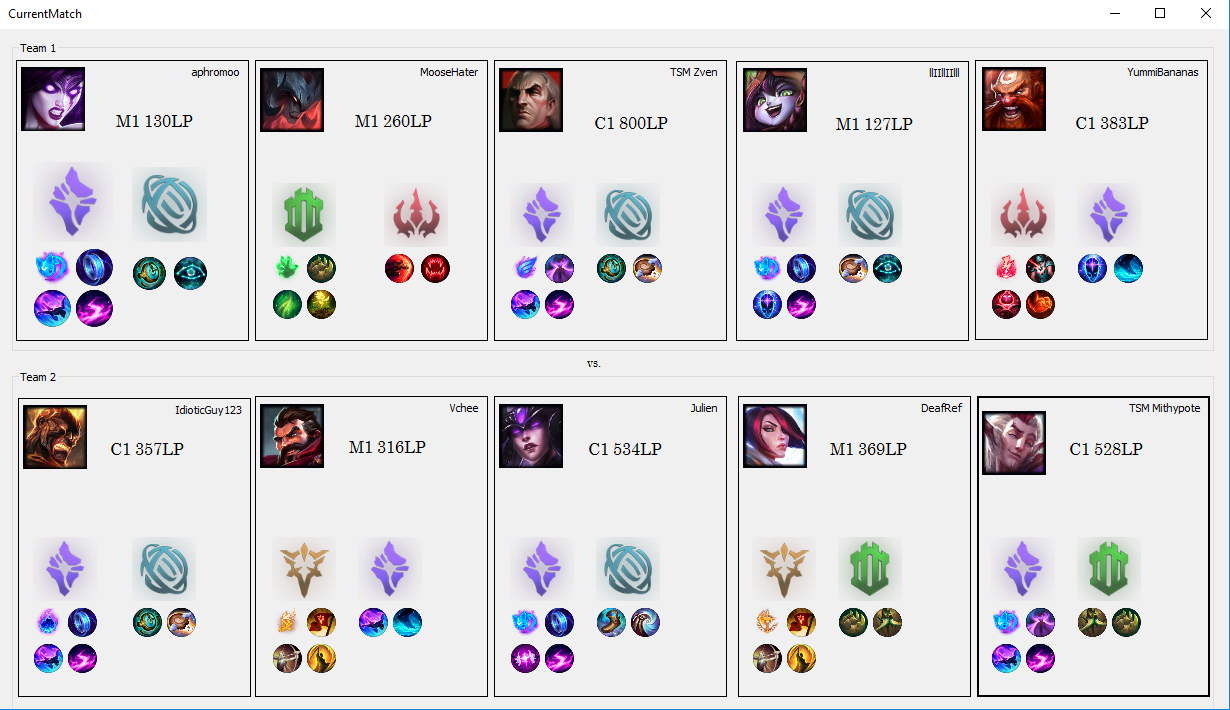 CurrentMatch
Team 1
aphromoo
M1 130LP
MooseHater
M1 260LP
TSM Zven
C1 800LP
M1 127LP
YummiBananas
C1 383LP
vs.
Team 2
IdioticGuy123
C1 357LP
Vchee
M1 316LP
Julien
C1 534LP
DeafRef
M1 369LP
TSM Mithypote
C1 528LP